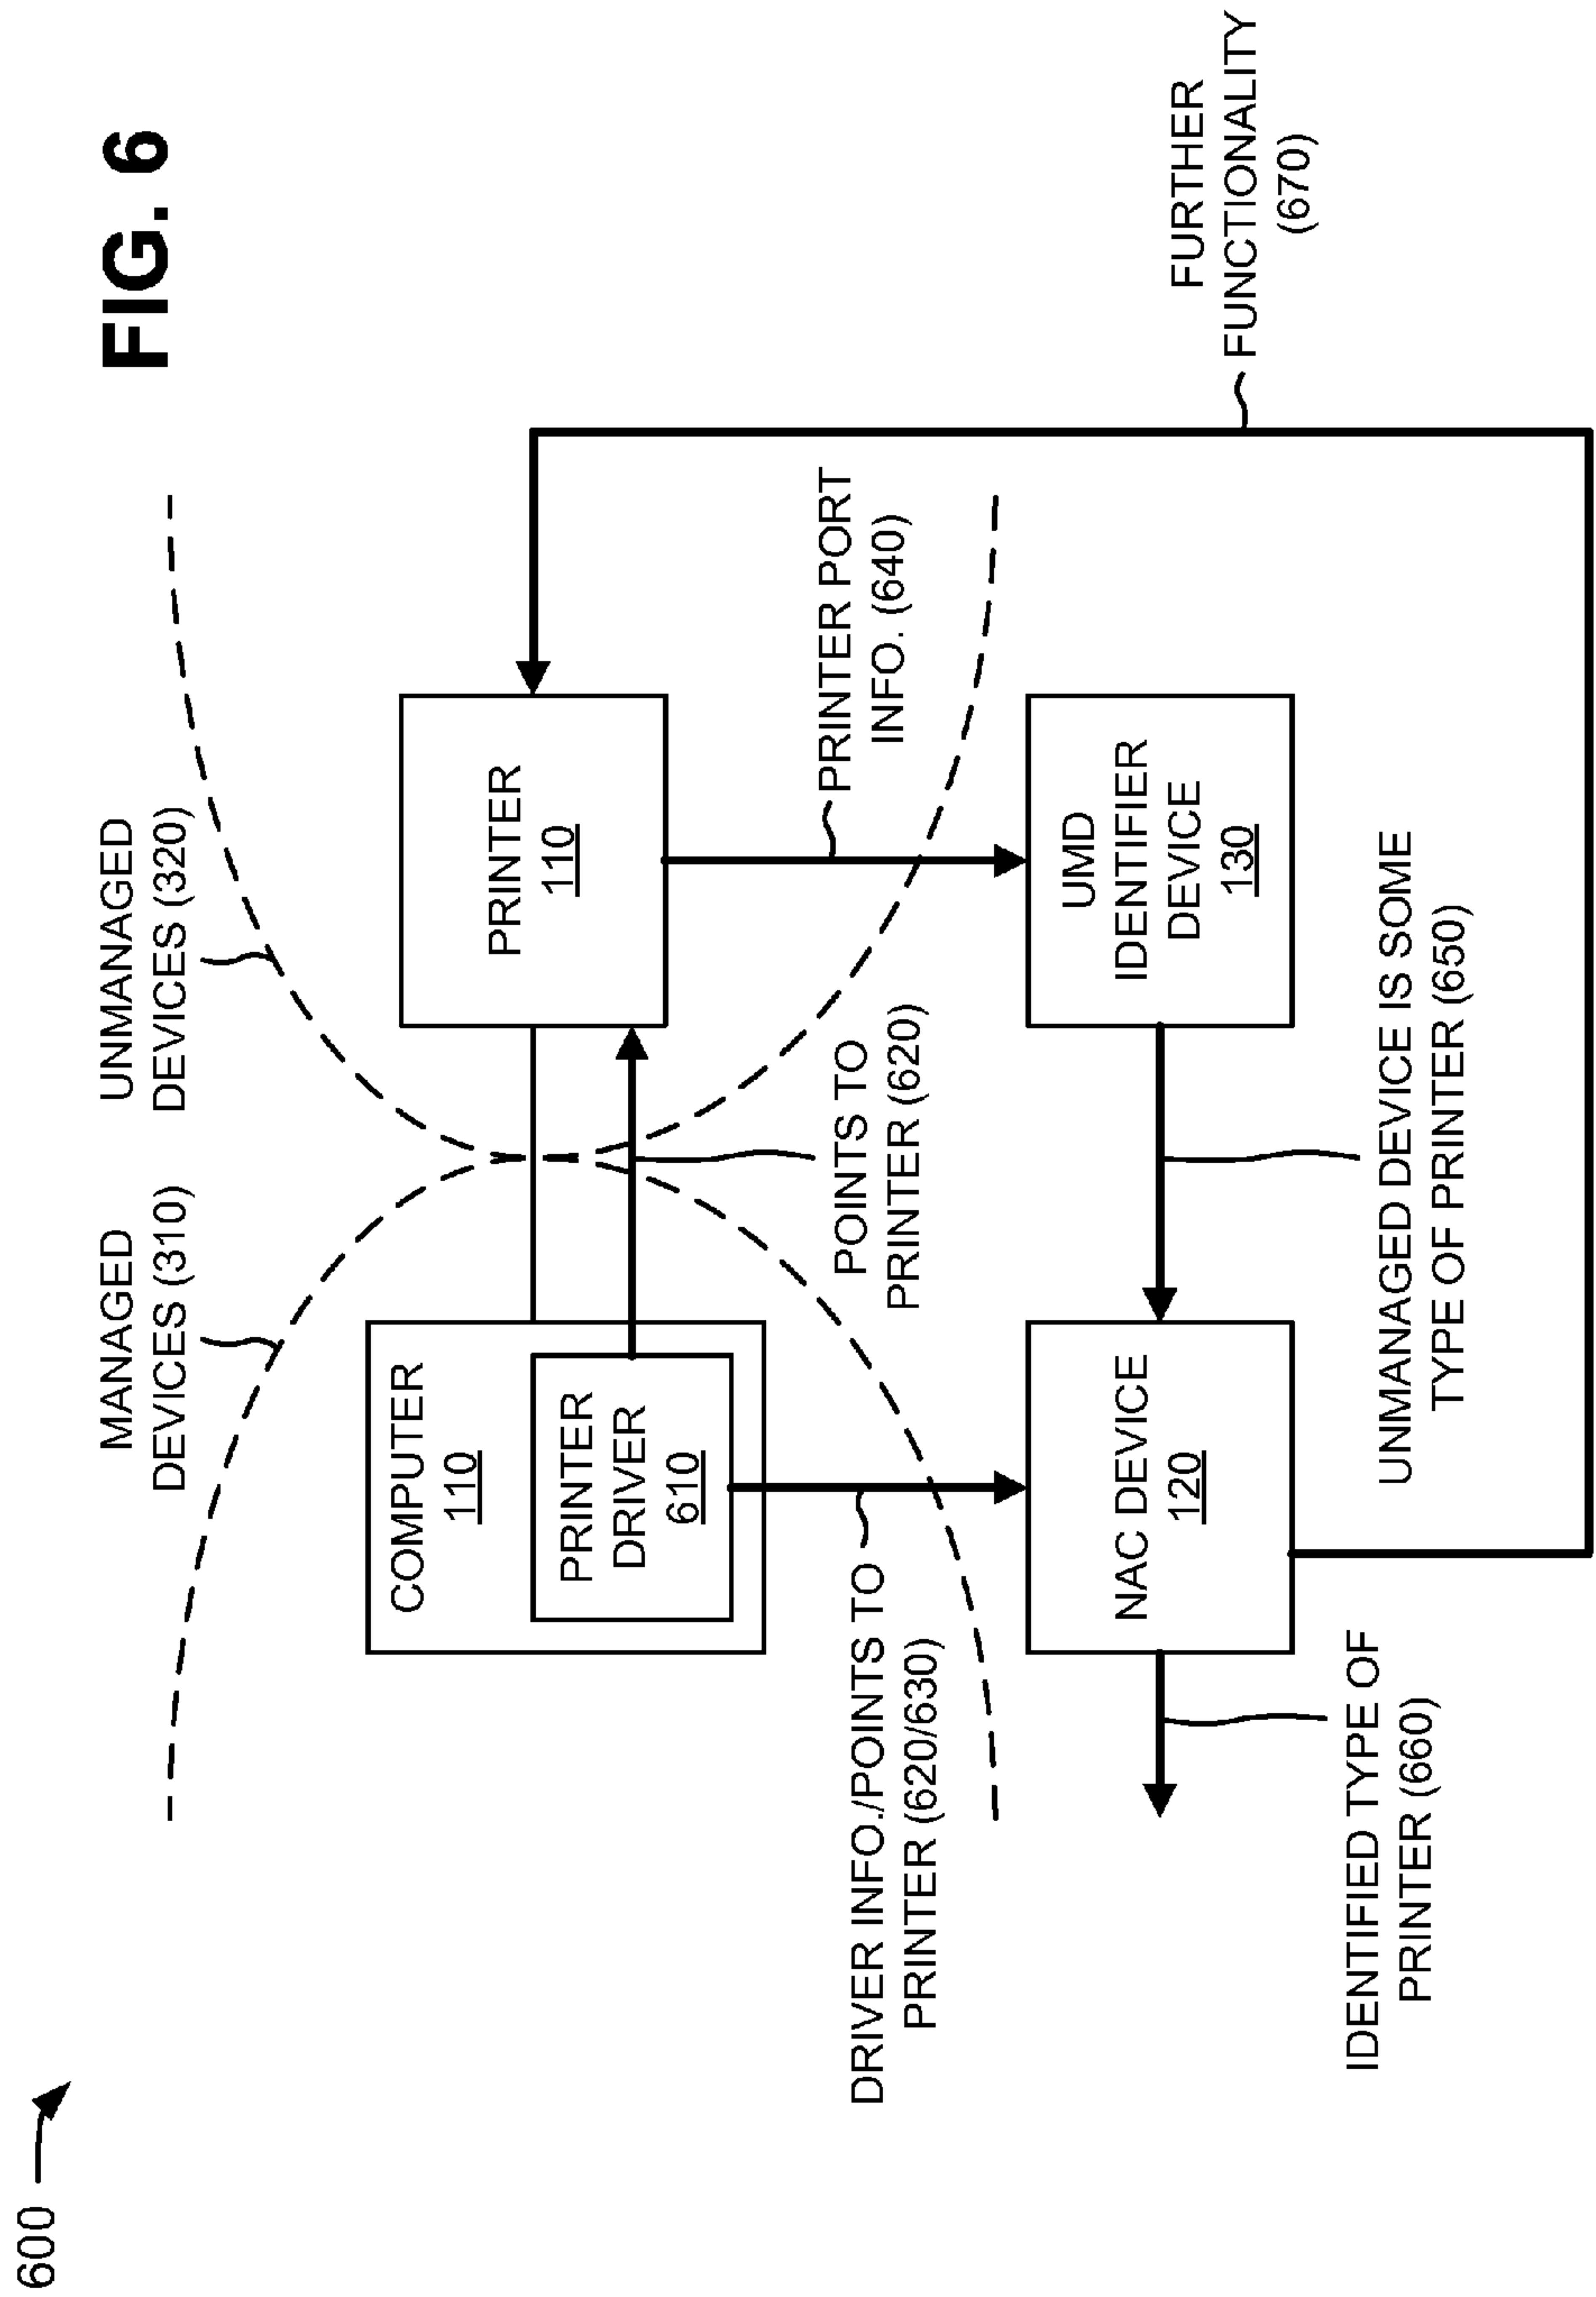 600
FIG. 6
MANAGED
DEVICES (310)
UNMANAGED
DEVICES (320)
COMPUTER
110
PRINTER
DRIVER
610
PRINTER
110
POINTS TO
PRINTER (620)
PRINTER PORT
INFO. (640)
DRIVER INFO./POINTS TO
PRINTER (620/630)
NAC DEVICE
120
UMD
IDENTIFIER
DEVICE
130
FURTHER
FUNCTIONALITY
(670)
IDENTIFIED TYPE OF
PRINTER (660)
UNMANAGED DEVICE IS SOME
TYPE OF PRINTER (650)